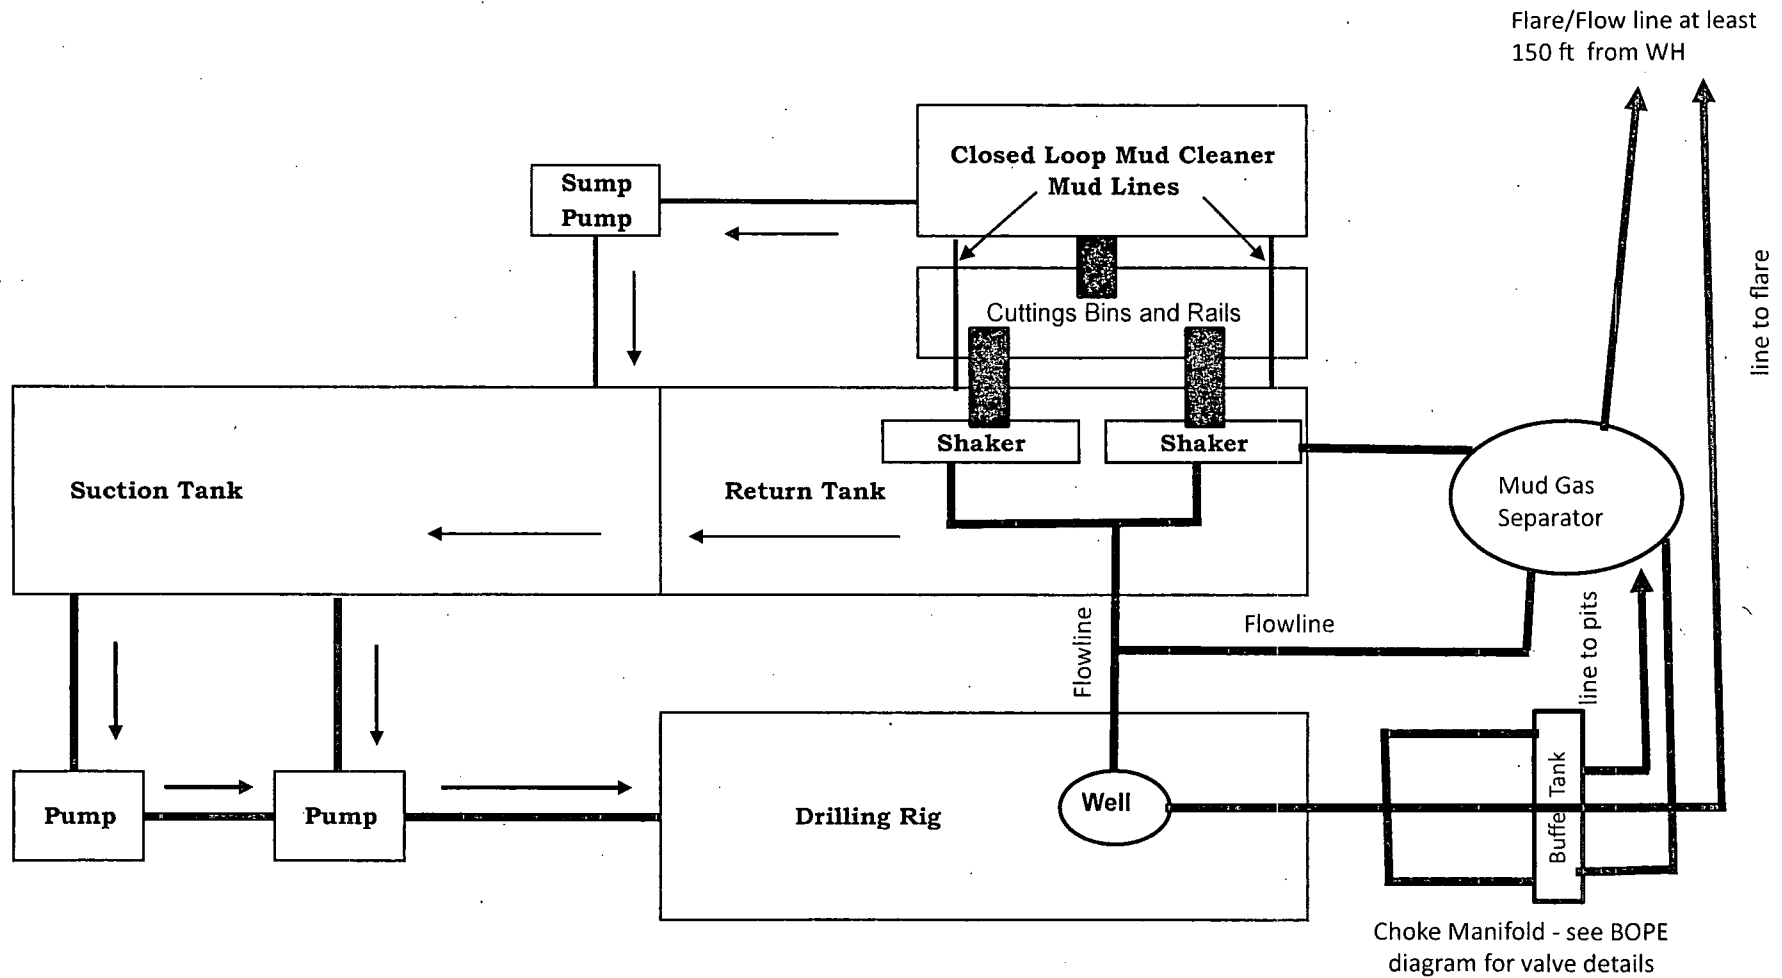 Flare/Flow line at least
150 ft from WH
Closed Loop Mud Cleaner
Mud Lines
Sump
Pump
line to flare
Cuttings Bins and Rails
Shaker
Shaker
Suction Tank
Return Tank
Mud Gas
Separator
Flowline
Flowline
line to pits
Pump
Pump
Drilling Rig
Well
Buffe Tank
Choke Manifold - see BOPE
diagram for valve details